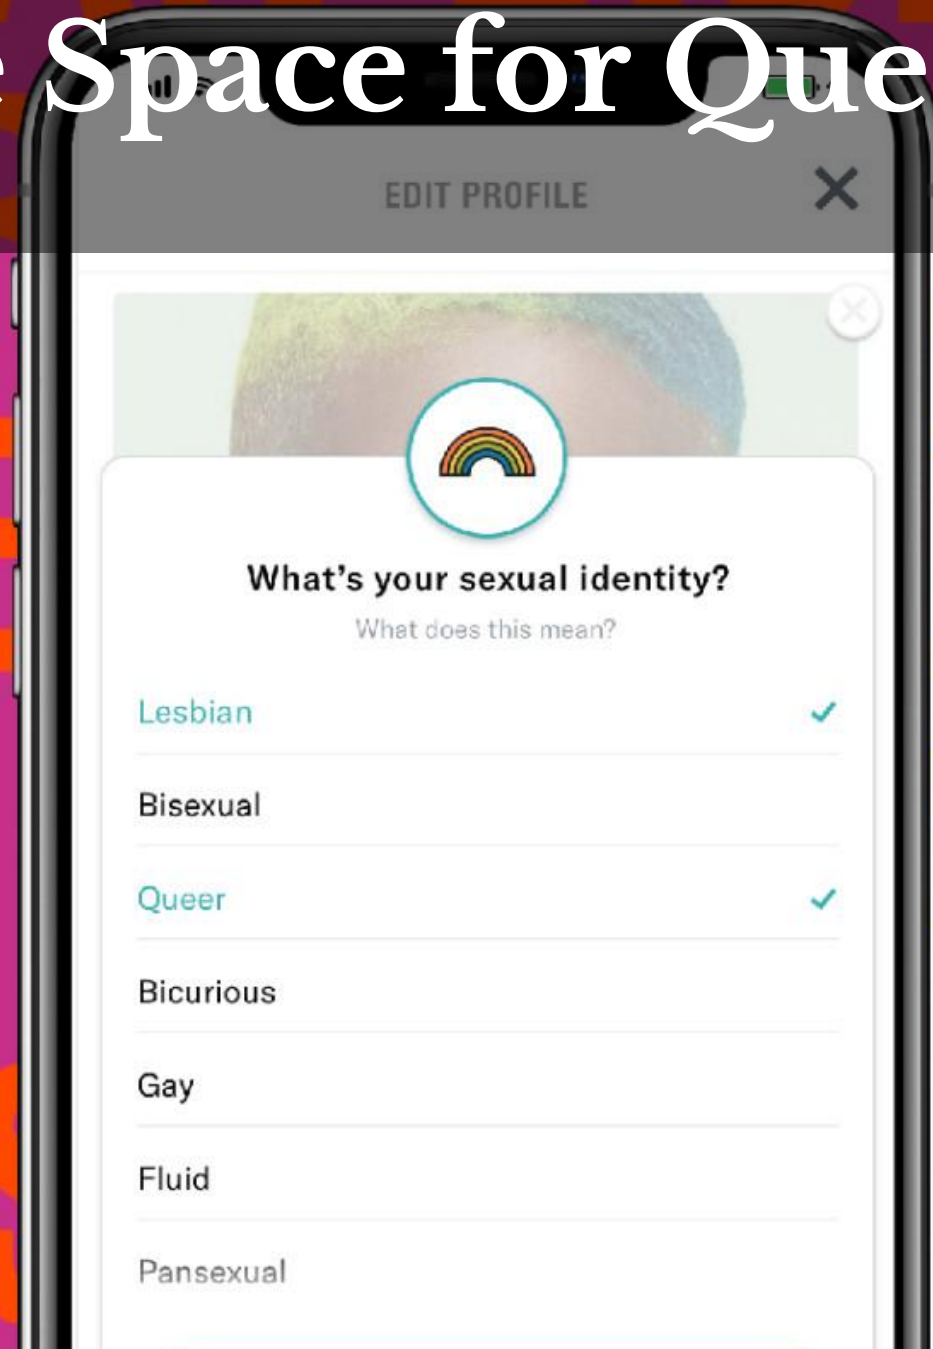 Space for Que
EDIT PROFILE
What's your sexual identity?
What does this mean?
Lesbian
Bisexual
Queer
Bicurious
Gay
Fluid
Pansexual